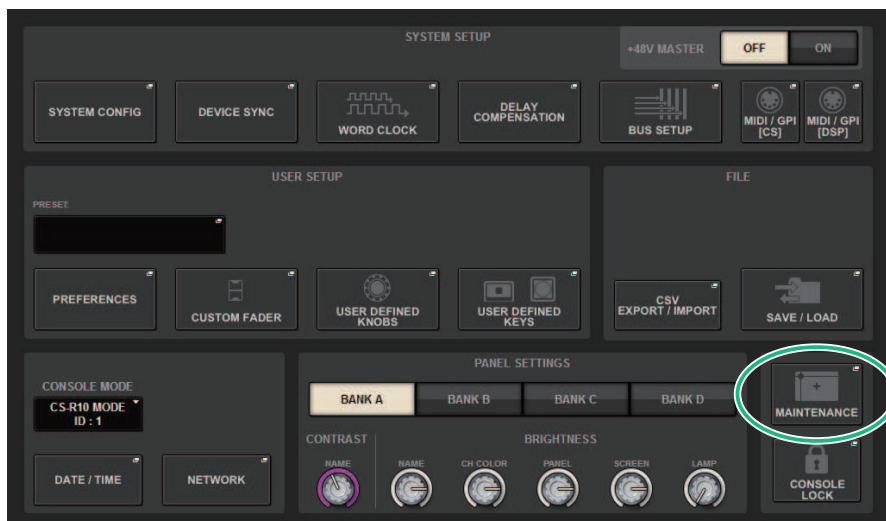 SYSTEM SETUP
+48V MASTER
OFF
ON
SYSTEM CONFIG
DEVICE SYNC
WORD CLOCK
DELAY
COMPENSATION
BUS SETUP
MIDI / GPI
[CS]
MIDI / GPI
[DSP]
USER SETUP
PRESET:
PREFERENCES
CUSTOM FADER
USER DEFINED
KNOBS
USER DEFINED
KEYS
FILE
CSV
EXPORT / IMPORT
SAVE / LOAD
CONSOLE MODE
CS-R10 MODE
ID : 1
DATE / TIME
NETWORK
PANEL SETTINGS
BANK A
BANK B
BANK C
BANK D
CONTRAST
BRIGHTNESS
NAME
NAME
CH COLOR
PANEL
SCREEN
LAMP
MAINTENANCE
CONSOLE
LOCK